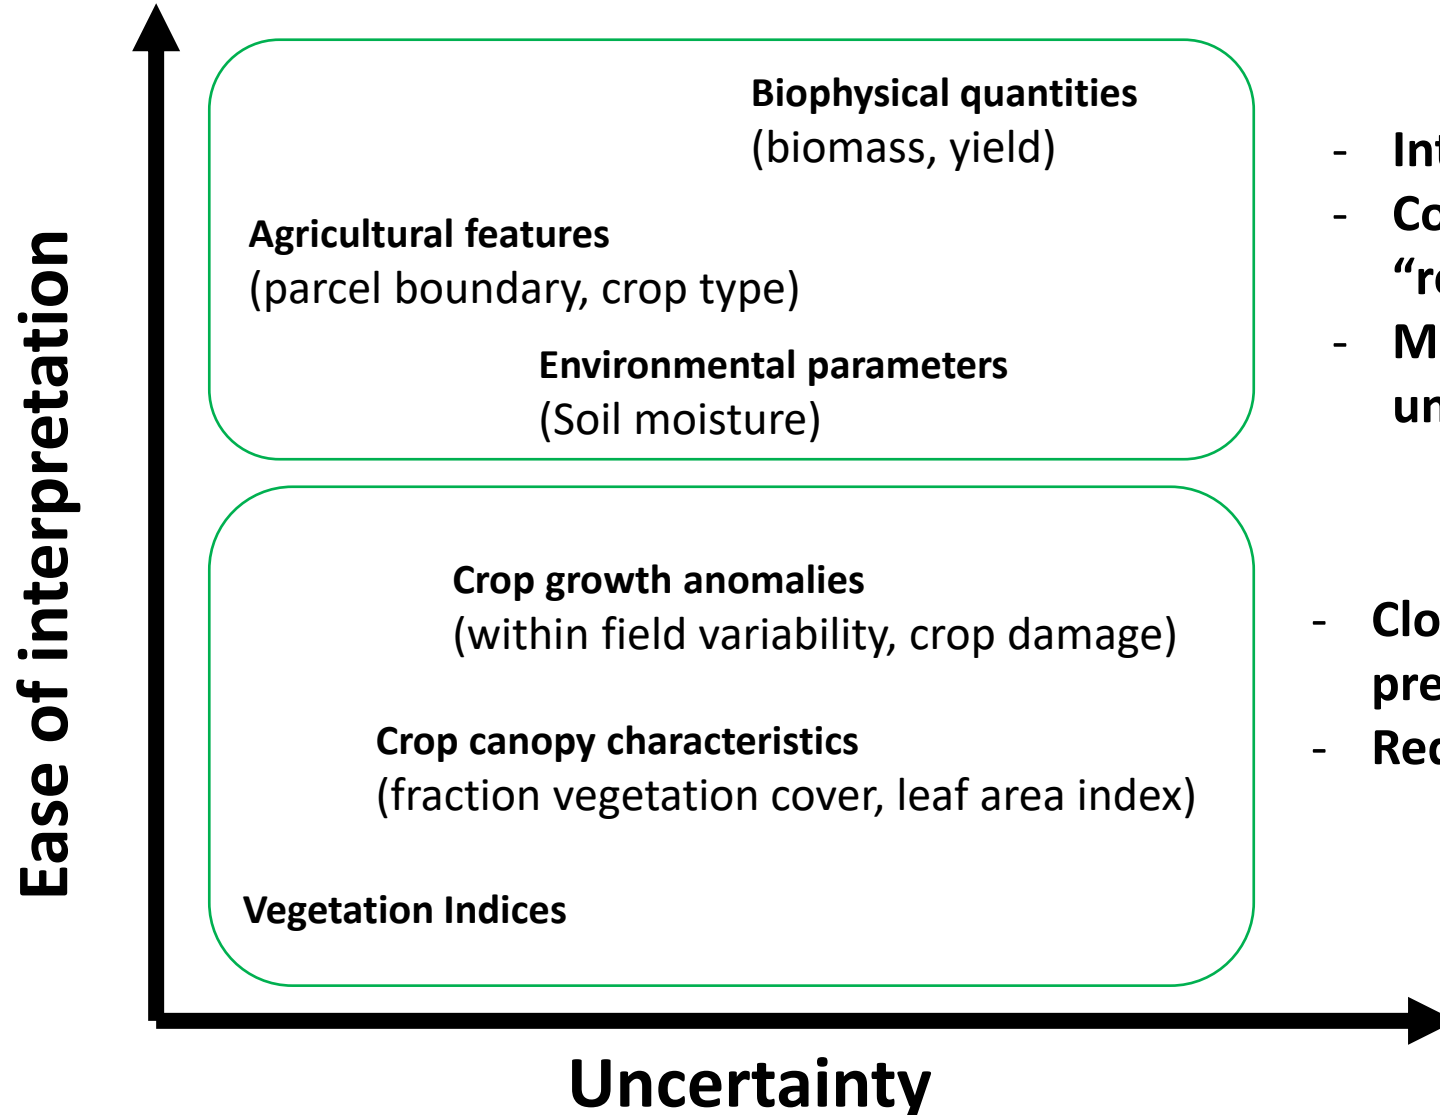 Ease of interpretation
Biophysical quantities
(biomass, yield)
Agricultural features
(parcel boundary, crop type)
Environmental parameters
(Soil moisture)
Crop growth anomalies
(within field variability, crop damage)
Crop canopy characteristics
(fraction vegetation cover, leaf area index)
Vegetation Indices
Uncertainty